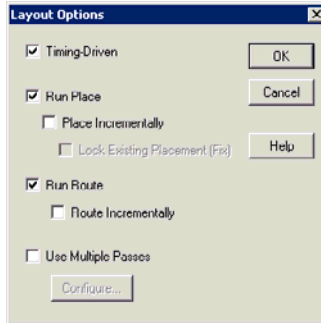 Layout Options
Timing-Driven
OK
Run Place
Cancel
Place Incrementally
Lock Existing Placement (Fix)
Help
Run Route
Route Incrementally
Use Multiple Passes
Configure...